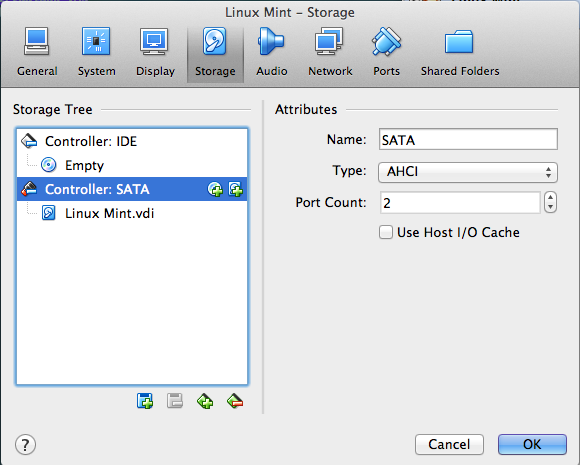 Linux Mint – Storage
General System Display Storage Audio Network Ports Shared Folders
Storage Tree
Controller: IDE
Empty
Controller: SATA
Linux Mint.vdi
Attributes
Name: SATA
Type: AHCI
Port Count: 2
Use Host I/O Cache
? Cancel OK